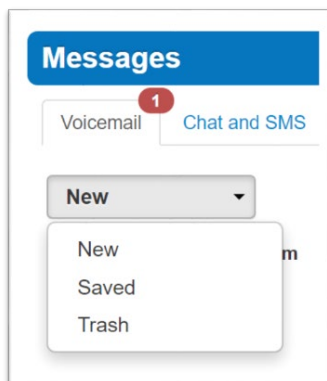 Messages
1
Voicemail Chat and SMS
New
New
m
Saved
Trash